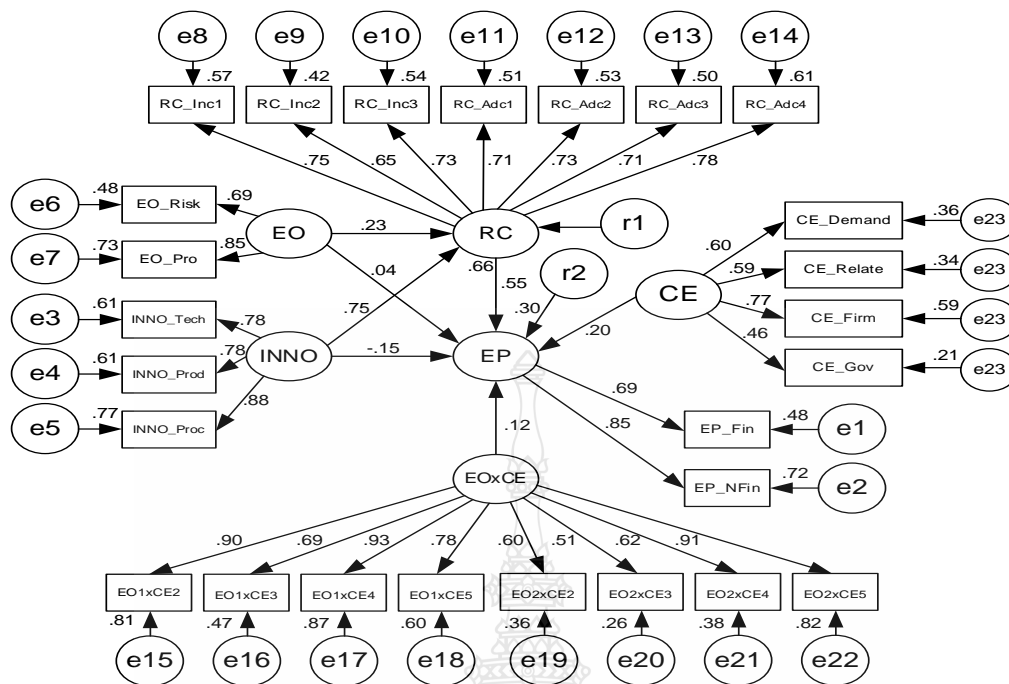 e8 e9 e10 e11 e12 e13 e14
.57 .42 .54 .51 .53 .50 .61
RC_Inc1 RC_Inc2 RC_Inc3 RC_Adc1 RC_Adc2 RC_Adc3 RC_Adc4
.75 .65 .73 .71 .73 .71 .78
e6 .48 EO_Risk .69
e7 .73 EO_Pro .85
EO .23 RC r1
.66
.04 .55
.75
r2
.30
e3 .61 INNO_Tech .78
e4 .61 INNO_Prod .78
e5 .77 INNO_Proc .88
INNO -.15 EP
CE .20
.60 CE_Demand .36 e23
.59 CE_Relate .34 e23
.77 CE_Firm .59 e23
.46 CE_Gov .21 e23
.69 EP_Fin .48 e1
.85 EP_NFin .72 e2
.12
EOxCE
.90 .69 .93 .78 .60 .51 .62 .91
EO1xCE2 EO1xCE3 EO1xCE4 EO1xCE5 EO2xCE2 EO2xCE3 EO2xCE4 EO2xCE5
.81 .47 .87 .60 .36 .26 .38 .82
e15 e16 e17 e18 e19 e20 e21 e22